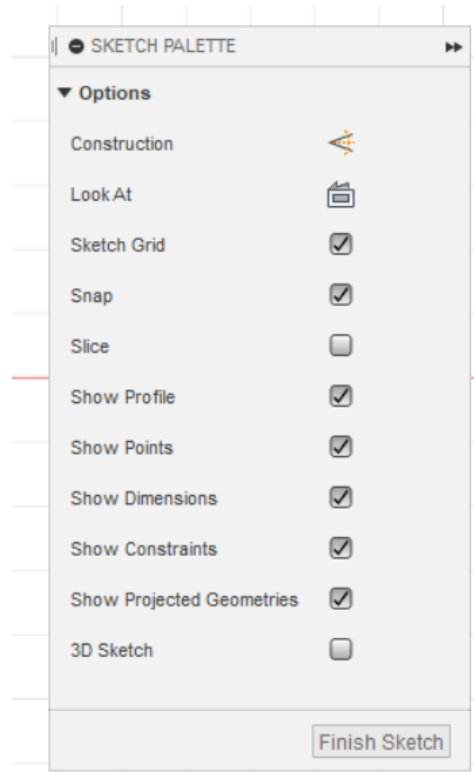 SKETCH PALETTE
Options
Construction
Look At
Sketch Grid
Snap
Slice
Show Profile
Show Points
Show Dimensions
Show Constraints
Show Projected Geometries
3D Sketch
Finish Sketch